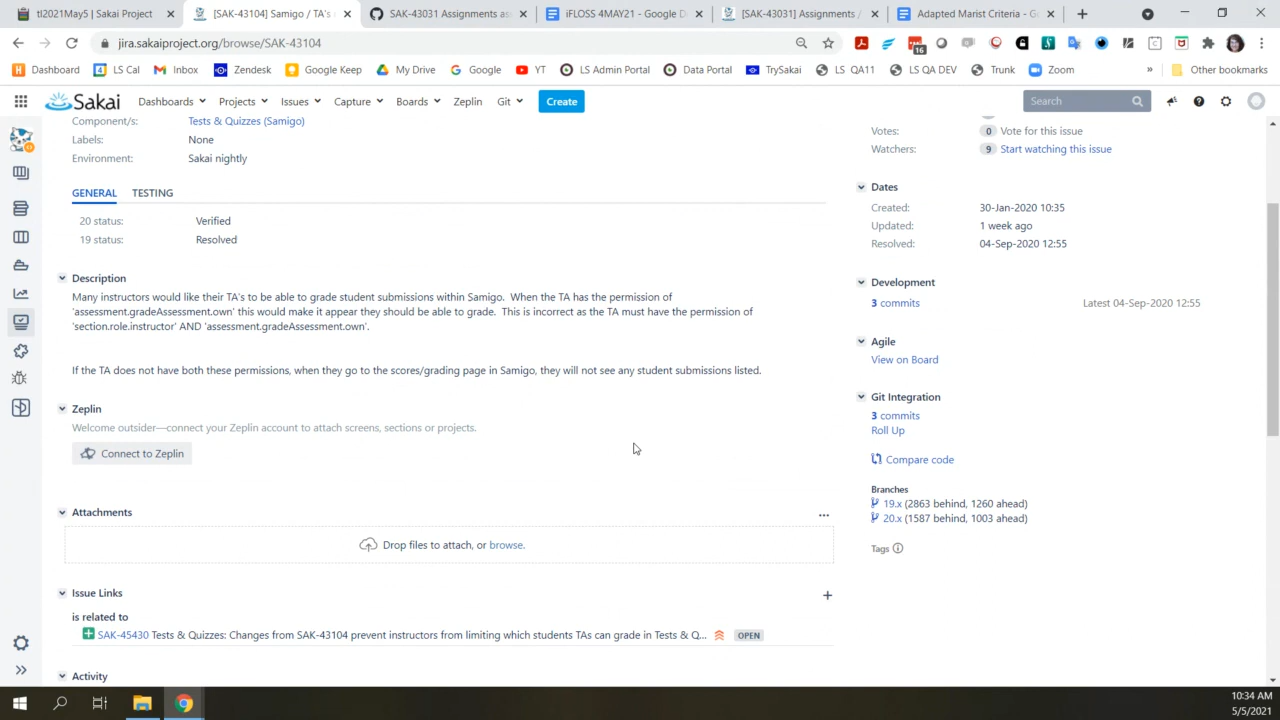 tl2021May5 | Sakai Project
[SAK-43104] Samigo / TA's c
SAK-43031 Assignments ass
iFLOSS 4MAY21 - Google D
[SAK-43031] Assignments /
Adapted Marist Criteria - G
jira.sakaiproject.org/browse/SAK-43104
16
Dashboard
LS Cal
Inbox
Zendesk
Google Keep
My Drive
Google
YT
LS Admin Portal
Data Portal
TrySakai
LS QA11
LS QA DEV
Trunk
Zoom
»
Other bookmarks
Sakai
Dashboards
Projects
Issues
Capture
Boards
Zeplin
Git
Create
Search
Component/s: Tests & Quizzes (Samigo)
Labels: None
Environment: Sakai nightly
GENERAL TESTING
20 status: Verified
19 status: Resolved
Description
Many instructors would like their TA's to be able to grade student submissions within Samigo. When the TA has the permission of
'assessment.gradeAssessment.own' this would make it appear they should be able to grade. This is incorrect as the TA must have the permission of
'section.role.instructor' AND 'assessment.gradeAssessment.own'.
If the TA does not have both these permissions, when they go to the scores/grading page in Samigo, they will not see any student submissions listed.
Zeplin
Welcome outsider—connect your Zeplin account to attach screens, sections or projects.
Connect to Zeplin
Attachments
Drop files to attach, or browse.
Issue Links
is related to
SAK-45430 Tests & Quizzes: Changes from SAK-43104 prevent instructors from limiting which students TAs can grade in Tests & Q... OPEN
Activity
Votes: 0 Vote for this issue
Watchers: 9 Start watching this issue
Dates
Created: 30-Jan-2020 10:35
Updated: 1 week ago
Resolved: 04-Sep-2020 12:55
Development
3 commits Latest 04-Sep-2020 12:55
Agile
View on Board
Git Integration
3 commits
Roll Up
Compare code
Branches
19.x (2863 behind, 1260 ahead)
20.x (1587 behind, 1003 ahead)
Tags
10:34 AM
5/5/2021